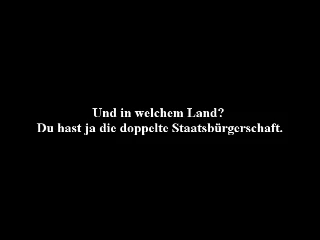 Und in welchem Land?
Du hast ja die doppelte Staatsbürgerschaft.